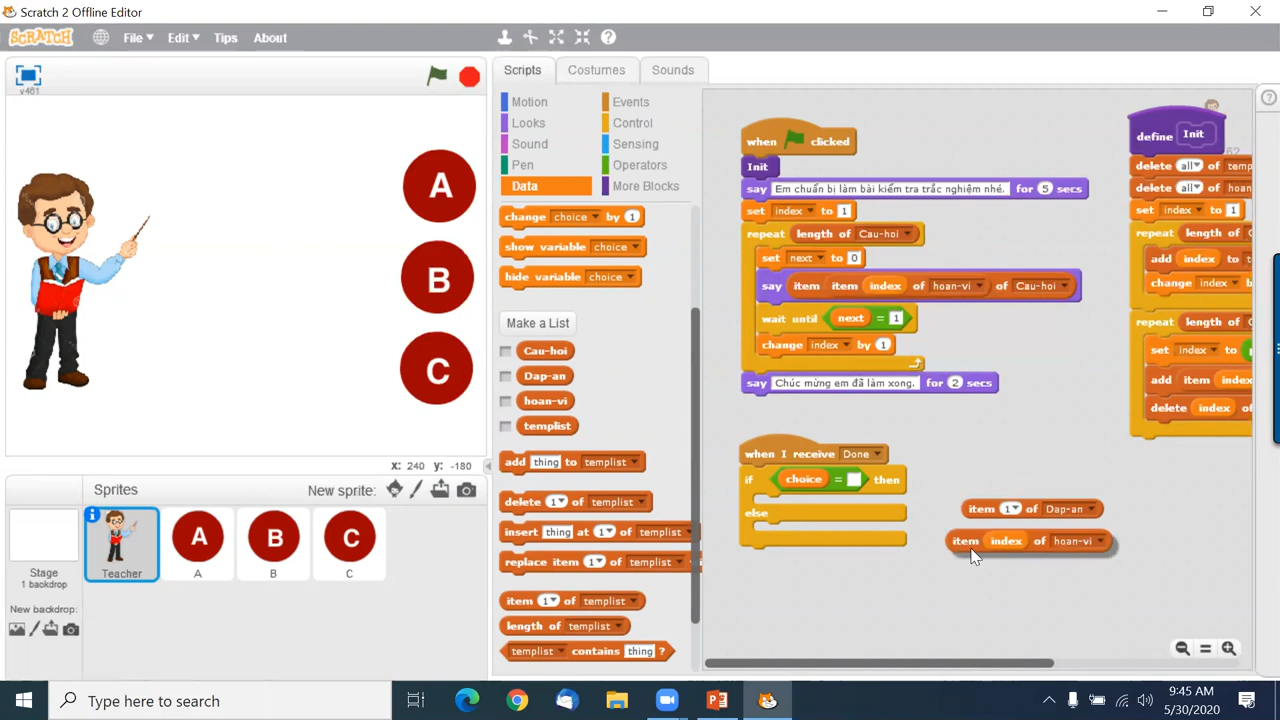 Scratch 2 Offline Editor
SCRATCH File Edit Tips About
v461
Scripts Costumes Sounds
Motion Events
Looks Control
Sound Sensing
Pen Operators
Data More Blocks
change choice by 1
show variable choice
hide variable choice
Make a List
Cau-hoi
Dap-an
hoan-vi
templist
add thing to templist
delete 1 of templist
insert thing at 1 of templist
replace item 1 of templist
item 1 of templist
length of templist
templist contains thing ?
A
B
C
x: 240 y: -180
Sprites New sprite:
Stage
1 backdrop
New backdrop:
Teacher
A
A
B
B
C
C
when clicked
Init
say Em chuẩn bị làm bài kiểm tra trắc nghiệm nhé. for 5 secs
set index to 1
repeat length of Cau-hoi
set next to 0
say item item index of hoan-vi of Cau-hoi
wait until next = 1
change index by 1
say Chúc mừng em đã làm xong. for 2 secs
when I receive Done
if choice = then
else
item 1 of Dap-an
item index of hoan-vi
define Init
delete all of
delete all of
set index to 1
repeat length of
add index to
change index
repeat length of
set index to
add item index
delete index of
Type here to search
9:45 AM
5/30/2020